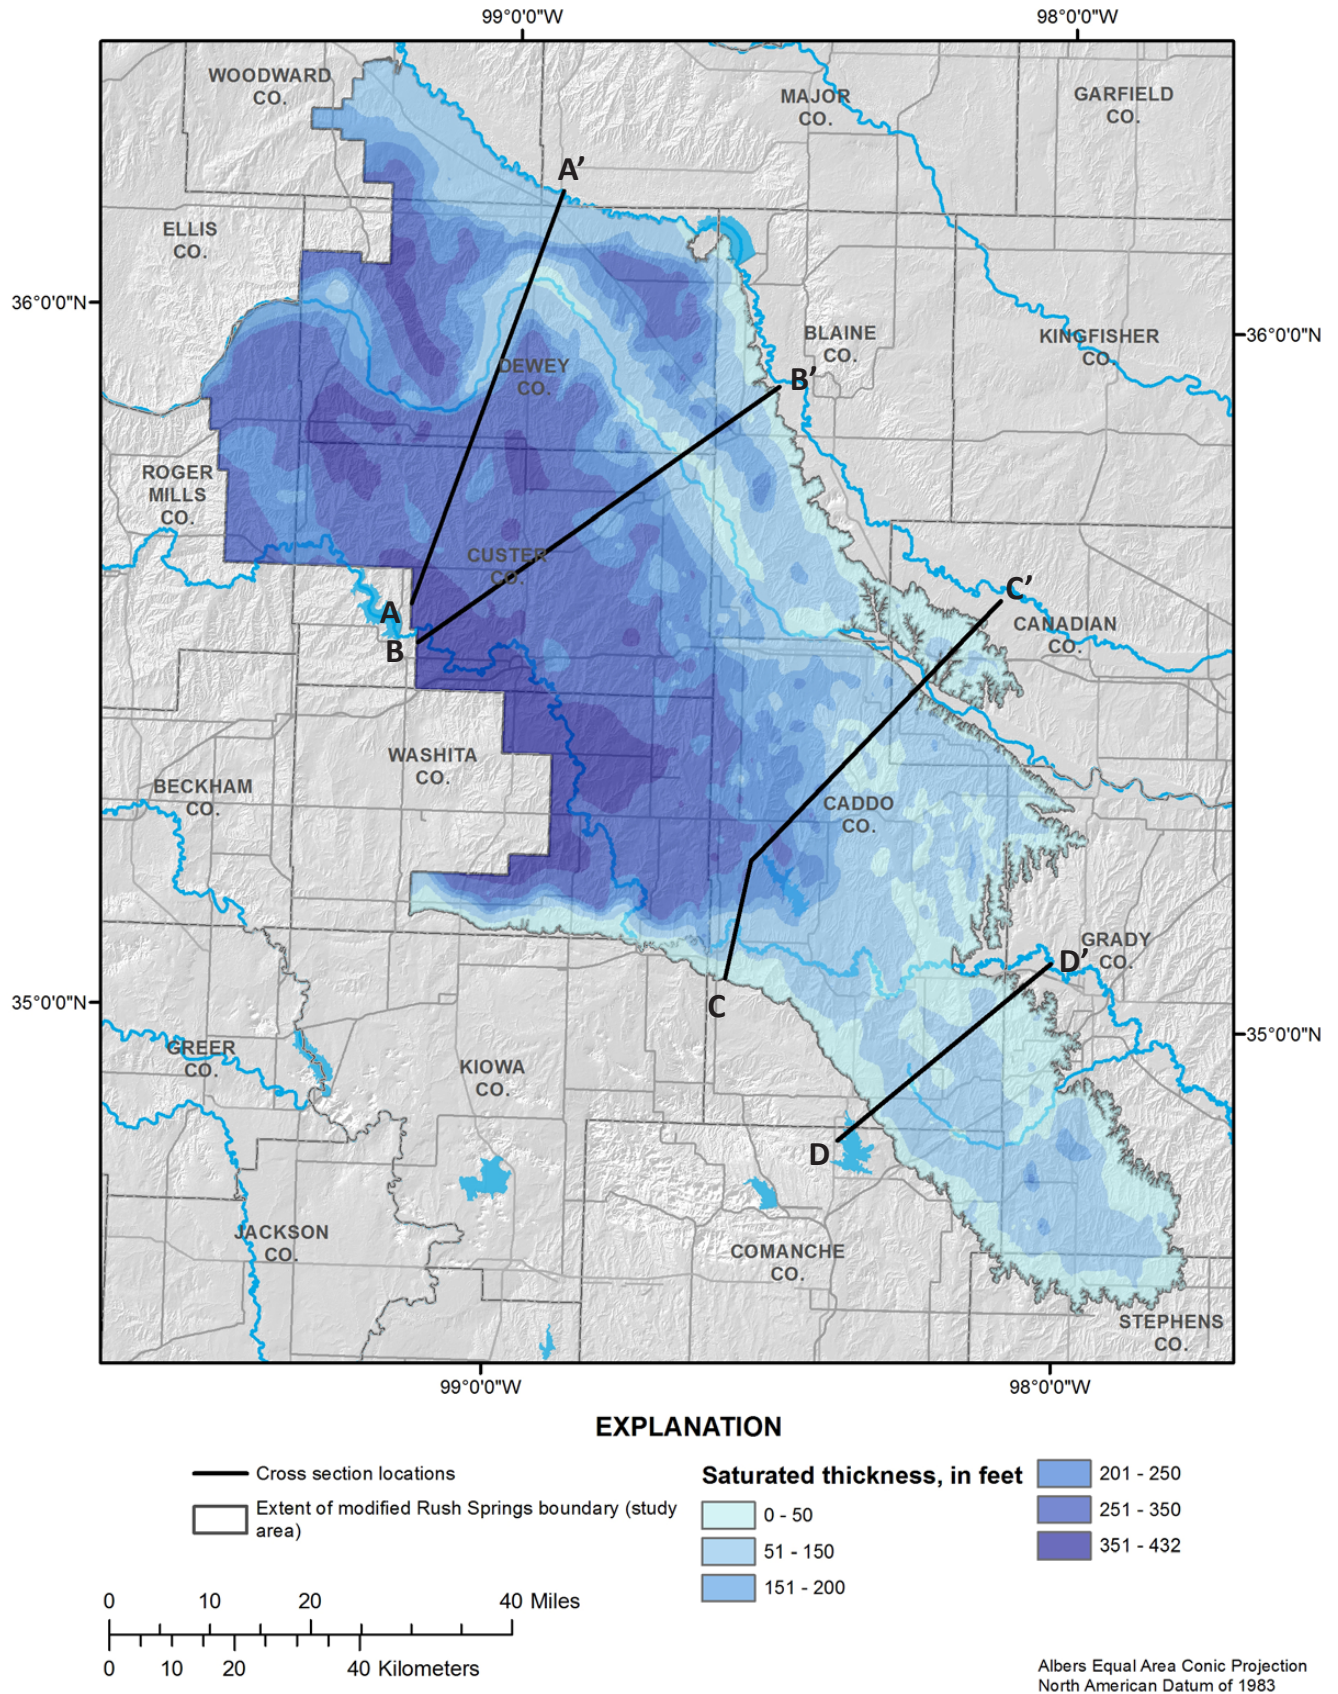 99°0'0"W
98°0'0"W
WOODWARD
CO.
MAJOR
CO.
GARFIELD
CO.
A’
ELLIS
CO.
36°0'0"N
36°0'0"N
BLAINE
CO.
KINGFISHER
CO.
DEWEY
CO.
B’
ROGER
MILLS
CO.
CUSTER
CO.
C’
A
B
CANADIAN
CO.
WASHITA
CO.
BECKHAM
CO.
CADDO
CO.
GRADY
CO.
D’
35°0'0"N
C
35°0'0"N
GREER
CO.
KIOWA
CO.
D
JACKSON
CO.
COMANCHE
CO.
STEPHENS
CO.
99°0'0"W
98°0'0"W
EXPLANATION
Cross section locations
Extent of modified Rush Springs boundary (study
area)
Saturated thickness, in feet
0 - 50
51 - 150
151 - 200
201 - 250
251 - 350
351 - 432
0 10 20 40 Miles
0 10 20 40 Kilometers
Albers Equal Area Conic Projection
North American Datum of 1983